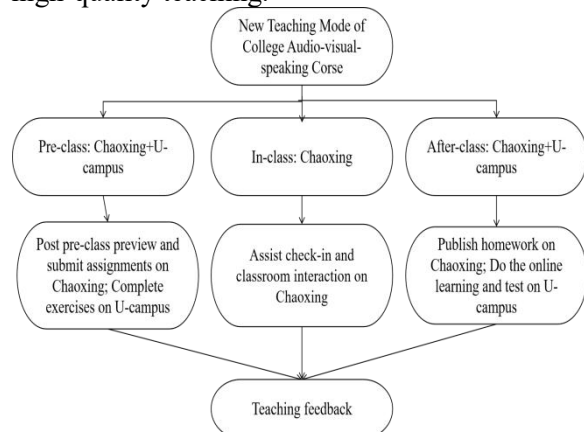 high-quality teaching.
New Teaching Mode of
College Audio-visual-
speaking Corse
Pre-class: Chaoxing+U-
campus
In-class: Chaoxing
After-class: Chaoxing+U-
campus
Post pre-class preview and
submit assignments on
Chaoxing; Complete
exercises on U-campus
Assist check-in and
classroom interaction on
Chaoxing
Publish homework on
Chaoxing; Do the online
learning and test on U-
campus
Teaching feedback